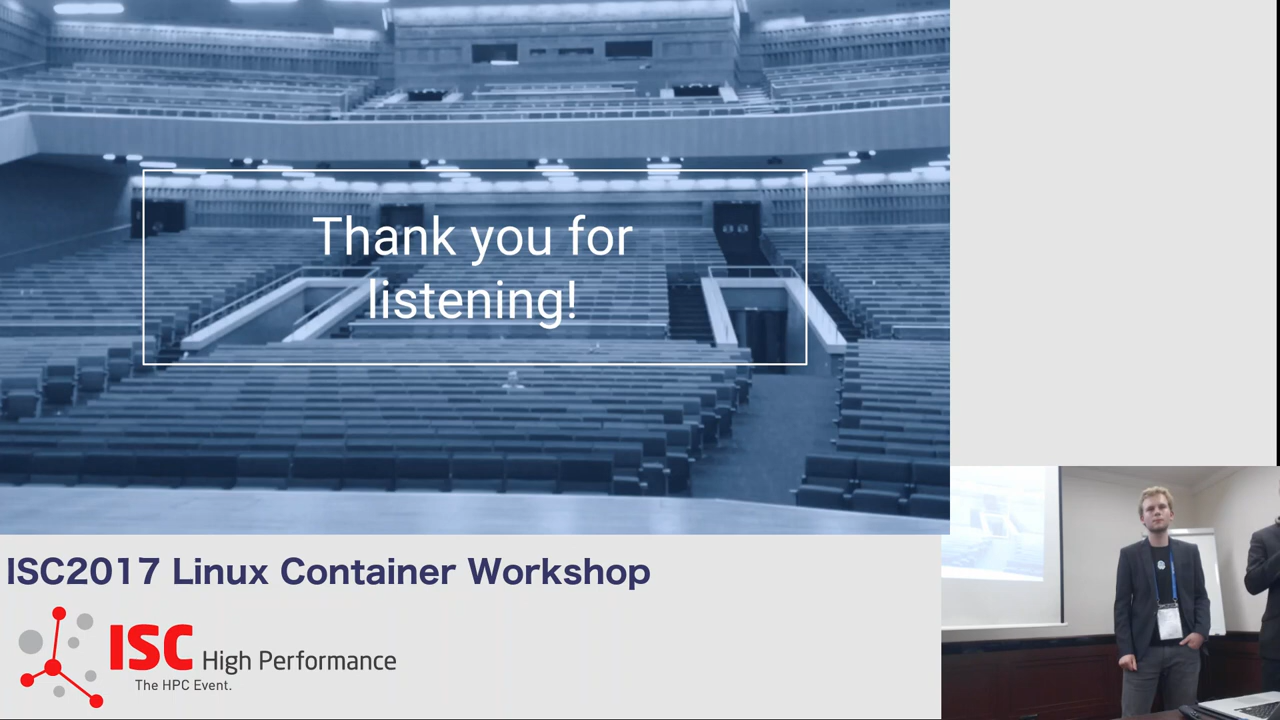 Thank you for
listening!
ISC2017 Linux Container Workshop
ISC High Performance
The HPC Event.